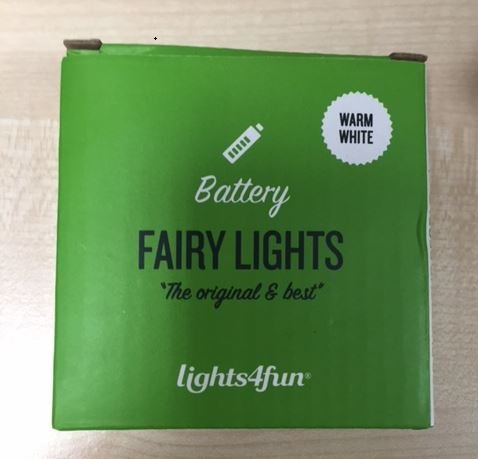 WARM
WHITE
Battery
FAIRY LIGHTS
"The original & best"
lights4fun®